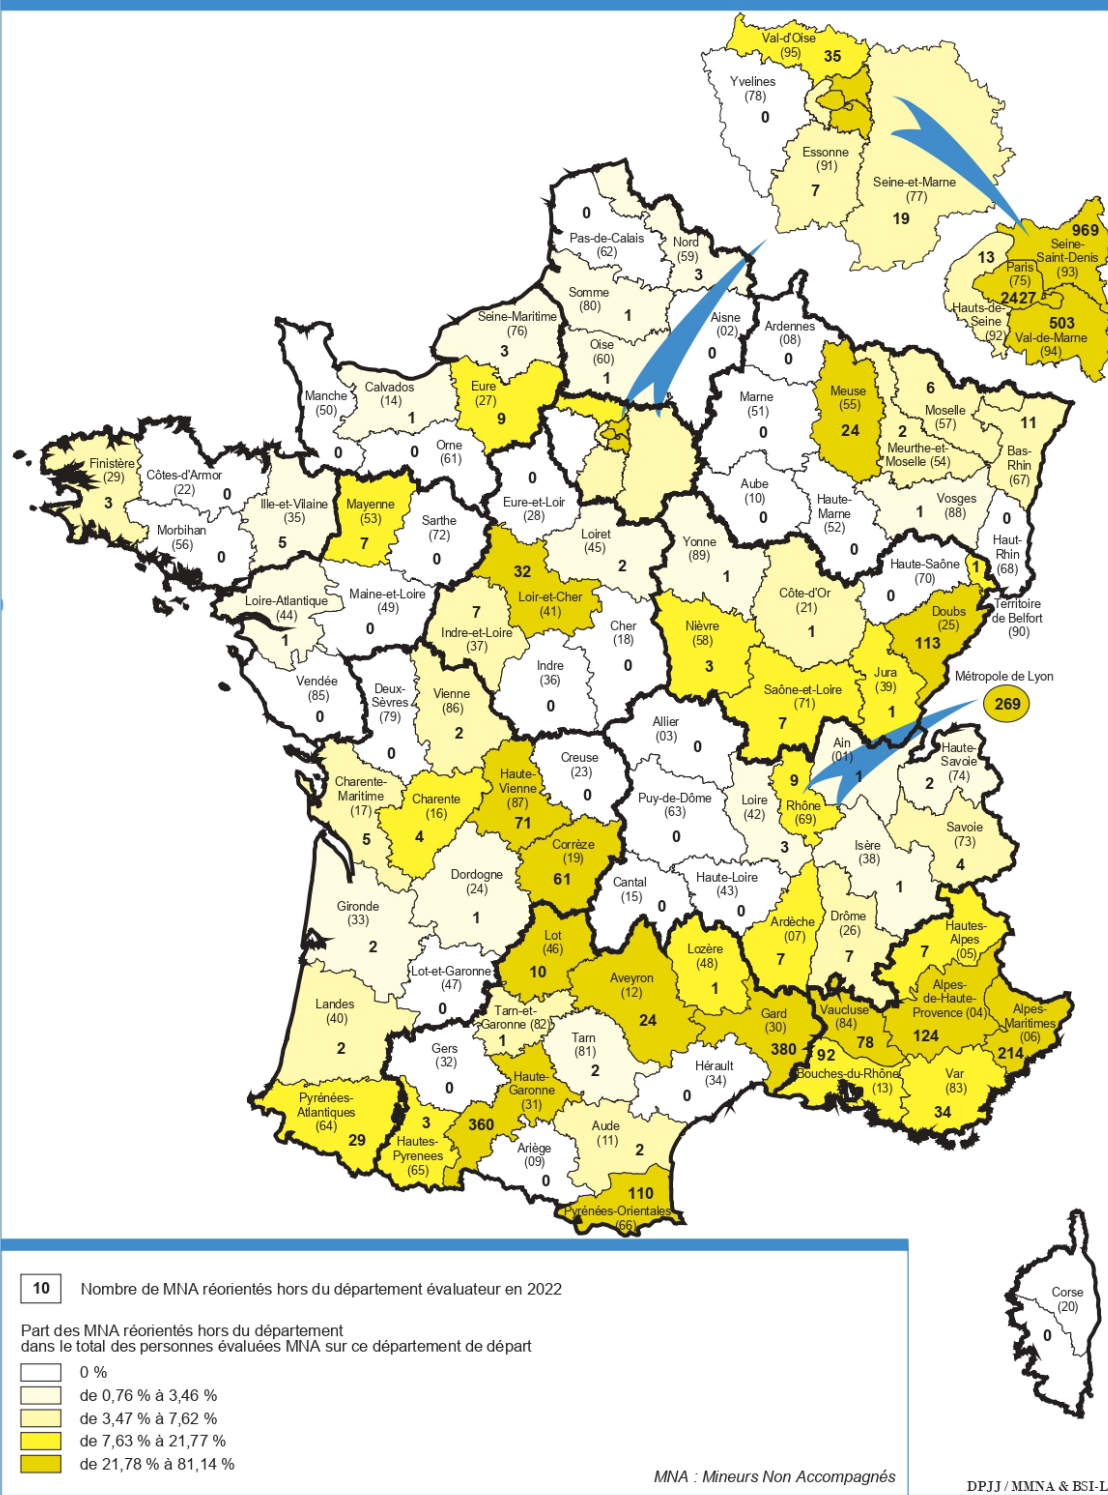 Val-d'Oise
(95)
35
Yvelines
(78)
0
Essonne
(91)
7
Seine-et-Marne
(77)
19
969
Seine-
Saint-Denis
(93)
13
Paris
(75)
2427
Hauts-de-
Seine
(92)
503
Val-de-Marne
(94)
0
Pas-de-Calais
(62)
Nord
(59)
3
Somme
(80)
1
Seine-Maritime
(76)
3
Oise
(60)
1
Aisne
(02)
0
Ardennes
(08)
0
Manche
(50)
0
Calvados
(14)
1
Eure
(27)
9
Orne
(61)
0
Marne
(51)
0
Meuse
(55)
24
6
Moselle
(57)
2
Meurthe-et-
Moselle (54)
11
Bas-
Rhin
(67)
Finistère
(29)
3
Côtes-d'Armor
(22)
0
Morbihan
(56)
0
Ille-et-Vilaine
(35)
5
Mayenne
(53)
7
Sarthe
(72)
0
0
Eure-et-Loir
(28)
Loiret
(45)
2
Yonne
(89)
1
Aube
(10)
0
Haute-
Marne
(52)
0
Vosges
(88)
1
0
Haut-
Rhin
(68)
Haute-Saône
(70)
0
1
Territoire
de Belfort
(90)
Loire-Atlantique
(44)
1
Maine-et-Loire
(49)
0
7
Indre-et-Loire
(37)
32
Loir-et-Cher
(41)
Cher
(18)
0
Nièvre
(58)
3
Côte-d'Or
(21)
1
Doubs
(25)
113
Vendée
(85)
0
Deux-
Sèvres
(79)
0
Vienne
(86)
2
Indre
(36)
0
Saône-et-Loire
(71)
7
Jura
(39)
1
Métropole de Lyon
269
Allier
(03)
0
Charente-
Maritime
(17)
5
Charente
(16)
4
Haute-
Vienne
(87)
71
Creuse
(23)
0
Puy-de-Dôme
(63)
0
Loire
(42)
3
9
Rhône
(69)
Ain
(01)
1
Haute-
Savoie
(74)
2
Savoie
(73)
4
Isère
(38)
1
Corrèze
(19)
61
Dordogne
(24)
1
Gironde
(33)
2
Cantal
(15)
0
Haute-Loire
(43)
0
Ardèche
(07)
7
Drôme
(26)
7
Hautes-
Alpes
(05)
7
Lot-et-Garonne
(47)
0
Lot
(46)
10
Aveyron
(12)
24
Lozère
(48)
1
Landes
(40)
2
Tarn-et-
Garonne (82)
1
Tarn
(81)
2
Gard
(30)
380
Vaucluse
(84)
78
Alpes-
de-Haute-
Provence (04)
124
Alpes-
Maritimes
(06)
214
92
Bouches-du-Rhône
(13)
Var
(83)
34
Gers
(32)
0
Haute-
Garonne
(31)
360
Hérault
(34)
0
Pyrénées-
Atlantiques
(64)
29
3
Hautes-
Pyrenees
(65)
Ariège
(09)
0
Aude
(11)
2
110
Pyrénées-Orientales
(66)
Corse
(20)
0
10 Nombre de MNA réorientés hors du département évaluateur en 2022
Part des MNA réorientés hors du département
dans le total des personnes évaluées MNA sur ce département de départ
0 %
de 0,76 % à 3,46 %
de 3,47 % à 7,62 %
de 7,63 % à 21,77 %
de 21,78 % à 81,14 %
MNA : Mineurs Non Accompagnés
DPJJ / MMNA & BSI-L